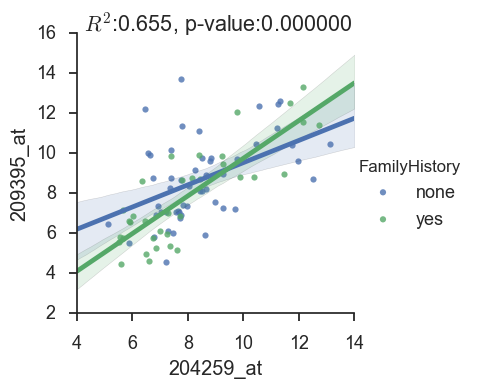 R²:0.655, p-value:0.000000
16
14
12
10
8
6
4
2
209395_at
4 6 8 10 12 14
204259_at
FamilyHistory
none
yes